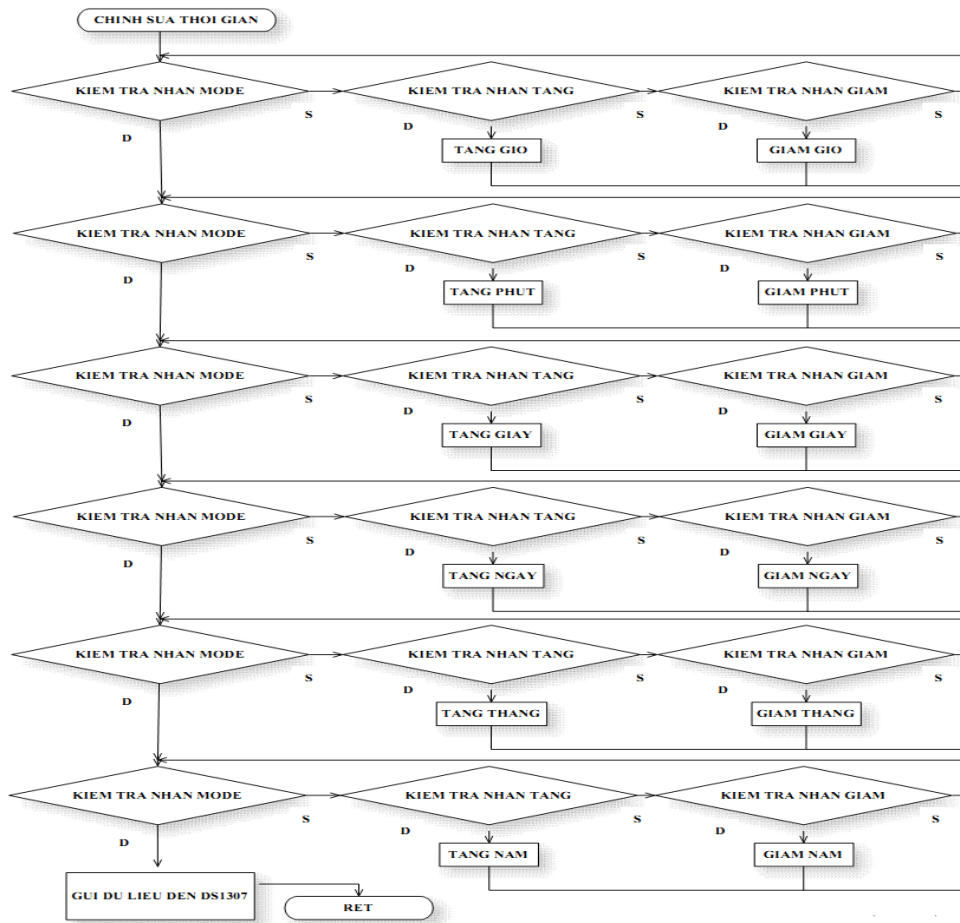 CHINH SUA THOI GIAN
KIEM TRA NHAN MODE
KIEM TRA NHAN TANG
KIEM TRA NHAN GIAM
S
S
S
D
D
D
TANG GIO
GIAM GIO
KIEM TRA NHAN MODE
KIEM TRA NHAN TANG
KIEM TRA NHAN GIAM
S
S
S
D
D
D
TANG PHUT
GIAM PHUT
KIEM TRA NHAN MODE
KIEM TRA NHAN TANG
KIEM TRA NHAN GIAM
S
S
S
D
D
D
TANG GIAY
GIAM GIAY
KIEM TRA NHAN MODE
KIEM TRA NHAN TANG
KIEM TRA NHAN GIAM
S
S
S
D
D
D
TANG NGAY
GIAM NGAY
KIEM TRA NHAN MODE
KIEM TRA NHAN TANG
KIEM TRA NHAN GIAM
S
S
S
D
D
D
TANG THANG
GIAM THANG
KIEM TRA NHAN MODE
KIEM TRA NHAN TANG
KIEM TRA NHAN GIAM
S
S
S
D
D
D
TANG NAM
GIAM NAM
GUI DU LIEU DEN DS1307
RET